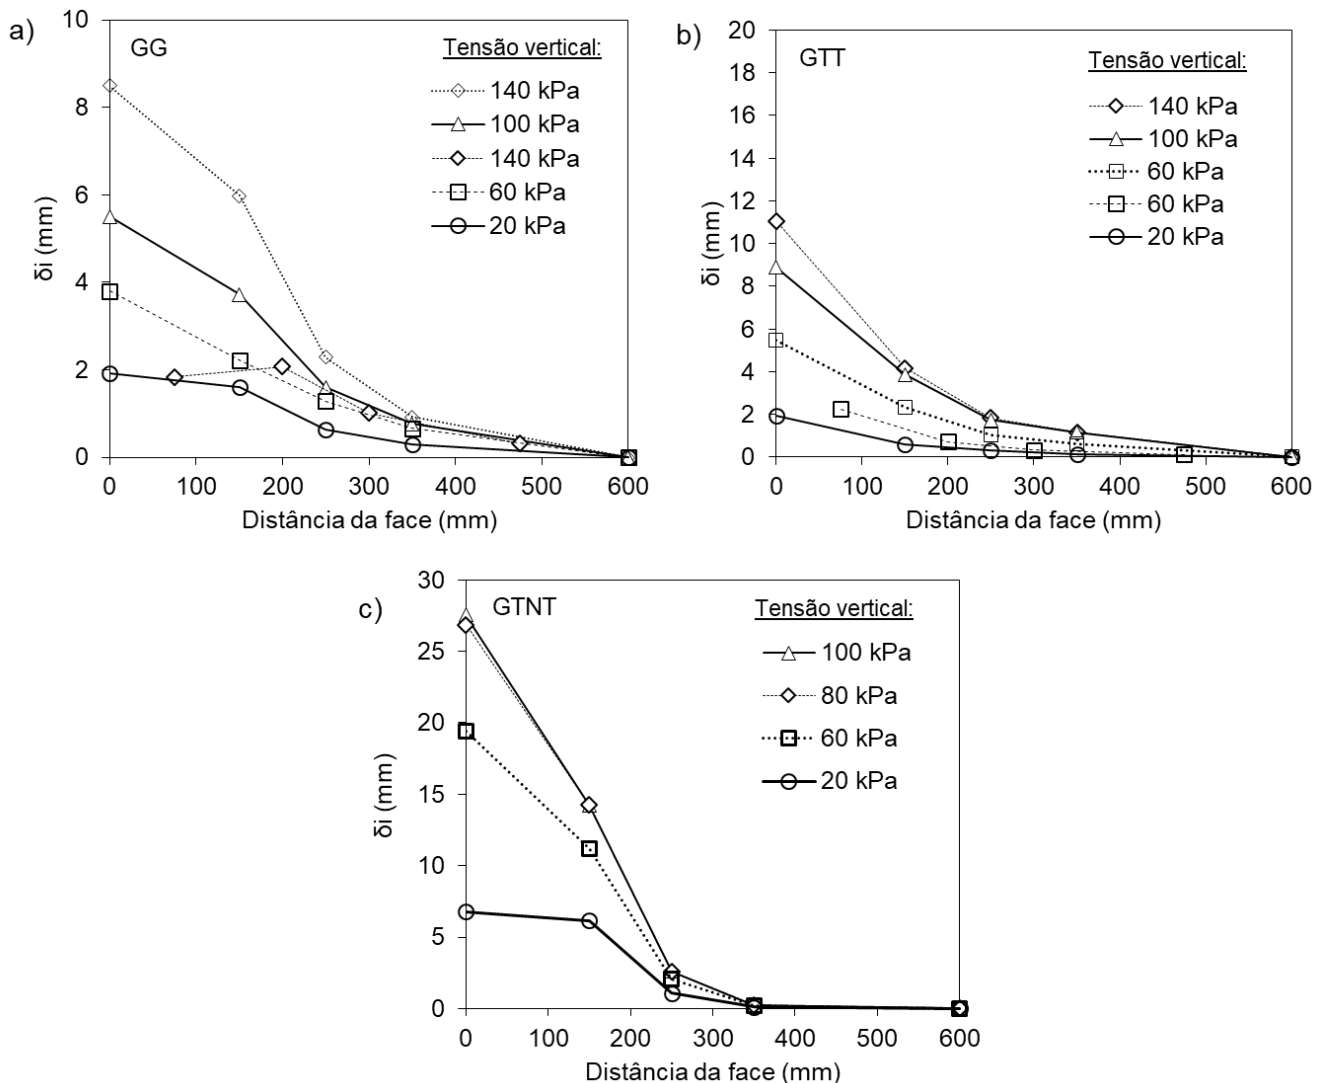 a)
GG
Tensão vertical:
140 kPa
100 kPa
140 kPa
60 kPa
20 kPa
δi (mm)
10
8
6
4
2
0
0 100 200 300 400 500 600
Distância da face (mm)
b)
GTT
Tensão vertical:
140 kPa
100 kPa
60 kPa
60 kPa
20 kPa
δi (mm)
20
18
16
14
12
10
8
6
4
2
0
0 100 200 300 400 500 600
Distância da face (mm)
c)
GTNT
Tensão vertical:
100 kPa
80 kPa
60 kPa
20 kPa
δi (mm)
30
25
20
15
10
5
0
0 100 200 300 400 500 600
Distância da face (mm)